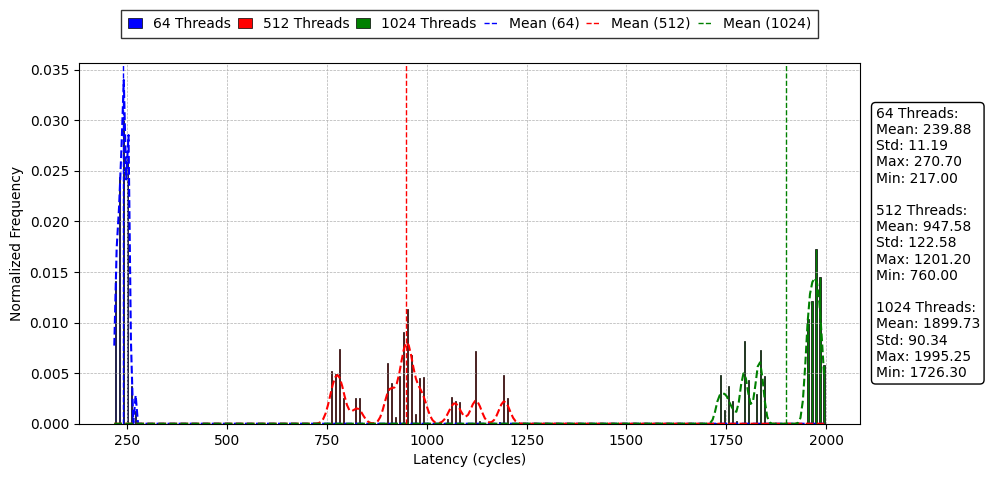 64 Threads 512 Threads 1024 Threads Mean (64) Mean (512) Mean (1024)
0.035
0.030
0.025
0.020
0.015
0.010
0.005
0.000
Normalized Frequency
250 500 750 1000 1250 1500 1750 2000
Latency (cycles)
64 Threads:
Mean: 239.88
Std: 11.19
Max: 270.70
Min: 217.00
512 Threads:
Mean: 947.58
Std: 122.58
Max: 1201.20
Min: 760.00
1024 Threads:
Mean: 1899.73
Std: 90.34
Max: 1995.25
Min: 1726.30